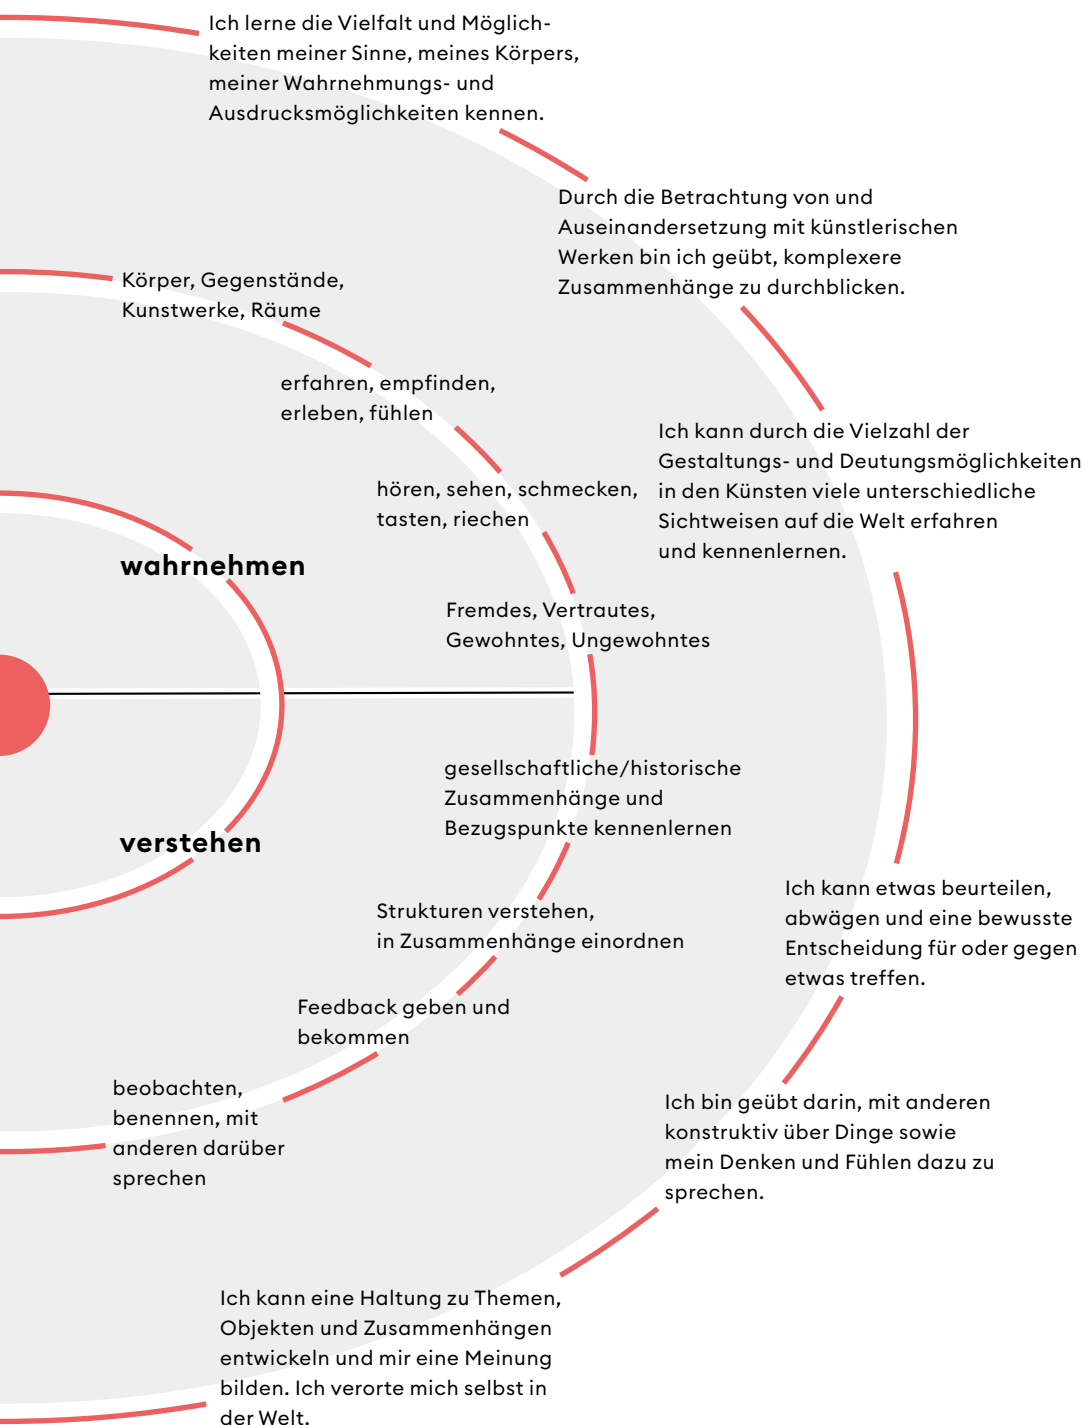 Ich lerne die Vielfalt und Möglich-
keiten meiner Sinne, meines Körpers,
meiner Wahrnehmungs- und
Ausdrucksmöglichkeiten kennen.
Durch die Betrachtung von und
Auseinandersetzung mit künstlerischen
Werken bin ich geübt, komplexere
Zusammenhänge zu durchblicken.
Körper, Gegenstände,
Kunstwerke, Räume
erfahren, empfinden,
erleben, fühlen
Ich kann durch die Vielzahl der
Gestaltungs- und Deutungsmöglichkeiten
in den Künsten viele unterschiedliche
Sichtweisen auf die Welt erfahren
und kennenlernen.
hören, sehen, schmecken,
tasten, riechen
wahrnehmen
Fremdes, Vertrautes,
Gewohntes, Ungewohntes
gesellschaftliche/historische
Zusammenhänge und
Bezugspunkte kennenlernen
verstehen
Ich kann etwas beurteilen,
abwägen und eine bewusste
Entscheidung für oder gegen
etwas treffen.
Strukturen verstehen,
in Zusammenhänge einordnen
Feedback geben und
bekommen
beobachten,
benennen, mit
anderen darüber
sprechen
Ich bin geübt darin, mit anderen
konstruktiv über Dinge sowie
mein Denken und Fühlen dazu zu
sprechen.
Ich kann eine Haltung zu Themen,
Objekten und Zusammenhängen
entwickeln und mir eine Meinung
bilden. Ich verorte mich selbst in
der Welt.